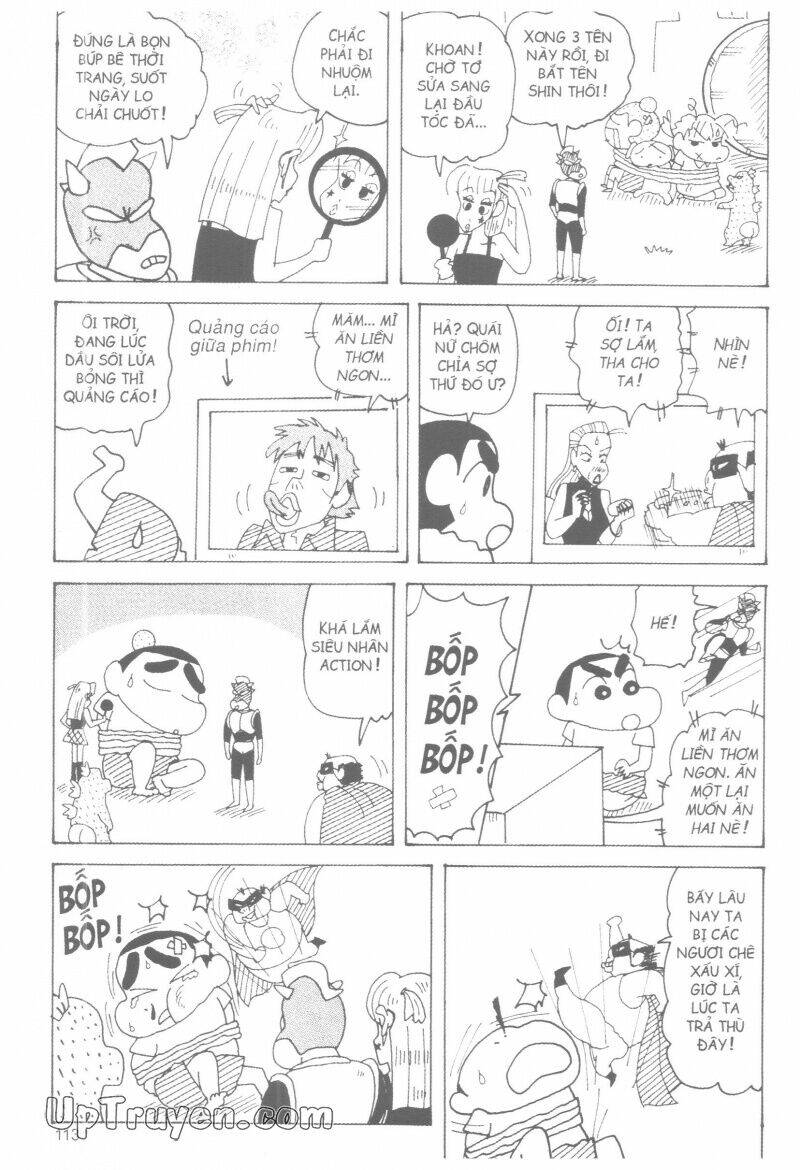 XONG 3 TÊN
NÀY RỒI, ĐI
BẮT TÊN
SHIN THÔI!
KHOAN!
CHỜ TỚ
SỬA SANG
LẠI ĐẦU
TÓC ĐÃ...
CHẮC
PHẢI ĐI
NHUỘM
LẠI.
ĐÚNG LÀ BỌN
BÚP BÊ THỜI
TRANG, SUỐT
NGÀY LO
CHẢI CHUỐT!
NHÌN
NÈ!
ỐI! TA
SỢ LẮM,
THA CHO
TA!
HẢ? QUÁI
NỮ CHÔM
CHỈA SỢ
THỨ ĐÓ Ư?
MĂM... MÌ
ĂN LIỀN
THƠM
NGON...
Quảng cáo
giữa phim!
ÔI TRỜI,
ĐANG LÚC
DẦU SÔI LỬA
BỎNG THÌ
QUẢNG CÁO!
HẾ!
MÌ ĂN
LIỀN THƠM
NGON. ĂN
MỘT LẠI
MUỐN ĂN
HAI NÈ!
BỐP
BỐP
BỐP!
KHÁ LẮM
SIÊU NHÂN
ACTION!
BẤY LÂU
NAY TA
BỊ CÁC
NGƯƠI CHÊ
XẤU XÍ,
GIỜ LÀ
LÚC TA
TRẢ THÙ
ĐÂY!
BỐP
BỐP!
UpTruyen.com
113